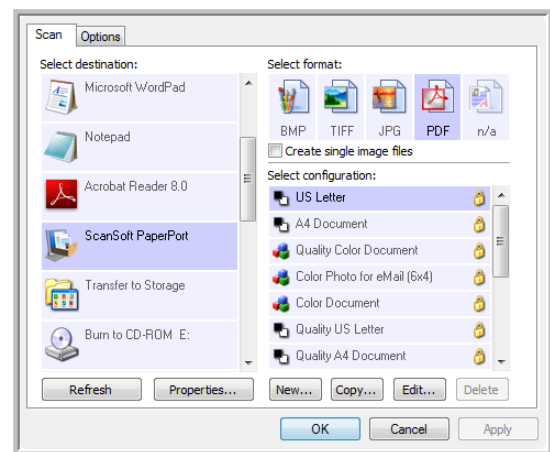 Scan Options
Select destination:
Microsoft WordPad
Notepad
Acrobat Reader 8.0
ScanSoft PaperPort
Transfer to Storage
Burn to CD-ROM E:
Refresh Properties...
Select format:
BMP TIFF JPG PDF n/a
Create single image files
Select configuration:
US Letter
A4 Document
Quality Color Document
Color Photo for eMail (6x4)
Color Document
Quality US Letter
Quality A4 Document
New... Copy... Edit... Delete
OK Cancel Apply